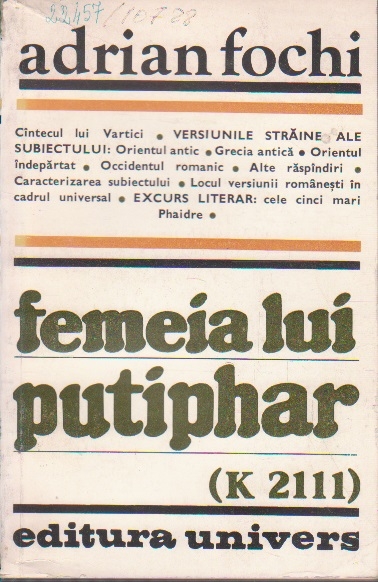 22457/10F28
adrian fochi
Cîntecul lui Vartici • VERSIUNILE STRĂINE ALE
SUBIECTULUI: Orientul antic • Grecia antică • Orientul
îndepărtat • Occidentul romanic • Alte răspîndiri •
Caracterizarea subiectului • Locul versiunii românești în
cadrul universal • EXCURS LITERAR: cele cinci mari
Phaidre •
femeia lui
putiphar
(K 2111)
editura univers